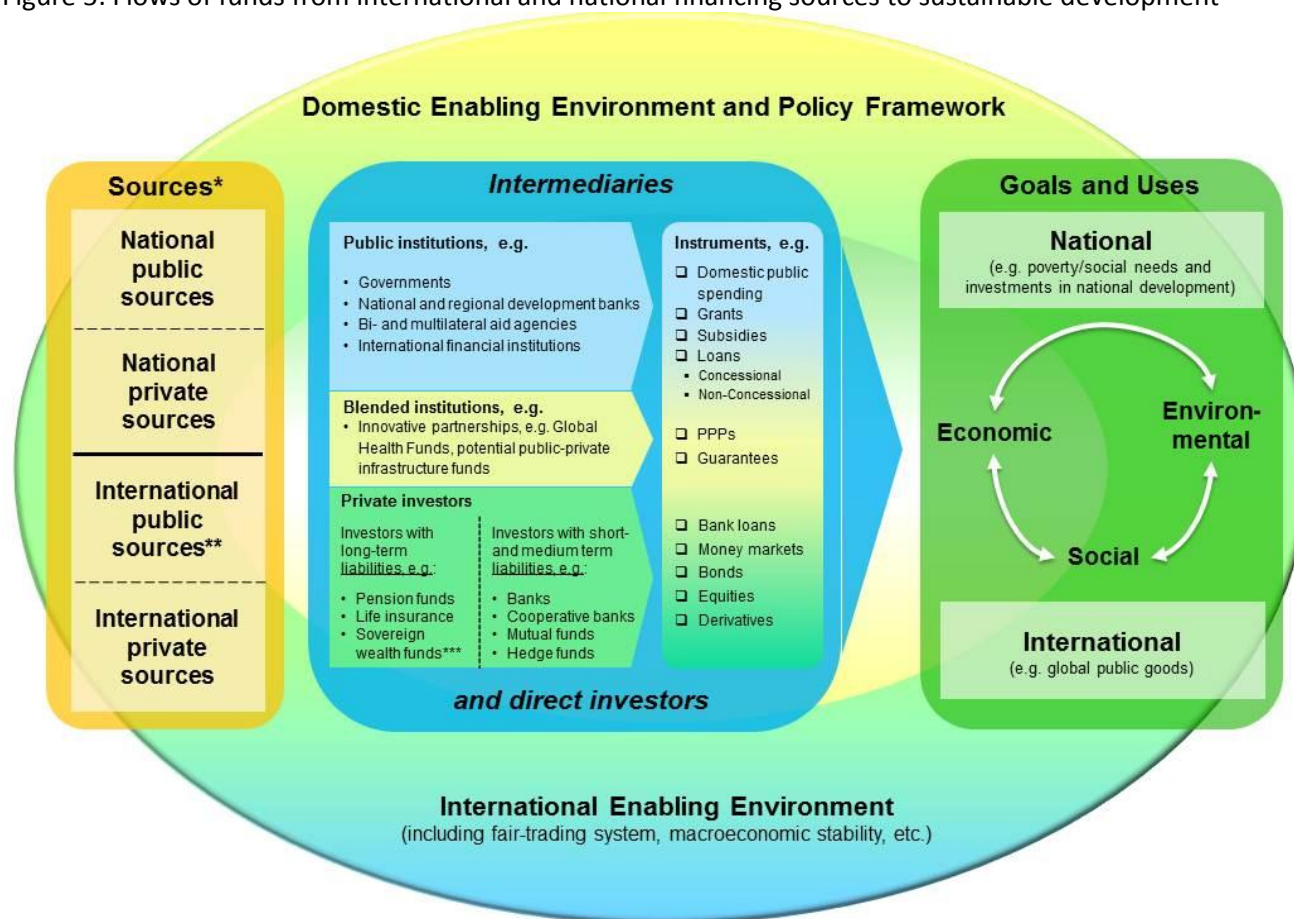 Figure 3: Flows of funds from international and national financing sources to sustainable development
Domestic Enabling Environment and Policy Framework
Sources*
National
public
sources
National
private
sources
International
public
sources**
International
private
sources
Intermediaries
Public institutions, e.g.
• Governments
• National and regional development banks
• Bi- and multilateral aid agencies
• International financial institutions
Blended institutions, e.g.
• Innovative partnerships, e.g. Global
Health Funds, potential public-private
infrastructure funds
Private investors
Investors with
long-term
liabilities, e.g.:
• Pension funds
• Life insurance
• Sovereign
wealth funds***
Investors with short-
and medium term
liabilities, e.g.:
• Banks
• Cooperative banks
• Mutual funds
• Hedge funds
Instruments, e.g.
❑ Domestic public
spending
❑ Grants
❑ Subsidies
❑ Loans
▪ Concessional
▪ Non-Concessional
❑ PPPs
❑ Guarantees
❑ Bank loans
❑ Money markets
❑ Bonds
❑ Equities
❑ Derivatives
and direct investors
Goals and Uses
National
(e.g. poverty/social needs and
investments in national development)
Economic
Environ-
mental
Social
International
(e.g. global public goods)
International Enabling Environment
(including fair-trading system, macroeconomic stability, etc.)